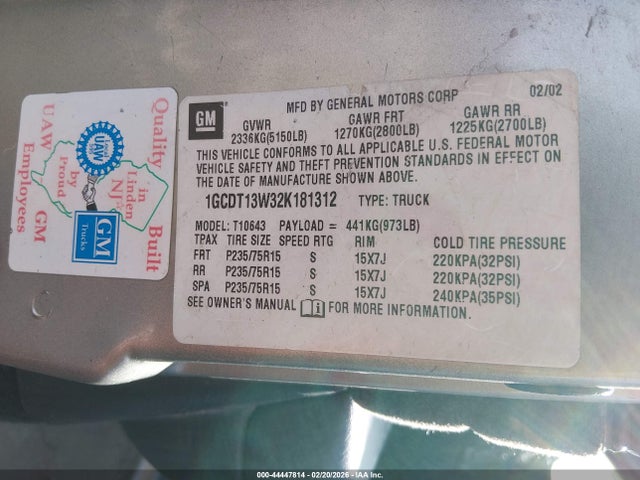 Quality Built
in Linden NJ
by Proud
UAW
GM
Trucks
UAW GM
Employees
GM
MFD BY GENERAL MOTORS CORP 02/02
GVWR GAWR FRT GAWR RR
2336KG(5150LB) 1270KG(2800LB) 1225KG(2700LB)
THIS VEHICLE CONFORMS TO ALL APPLICABLE U.S. FEDERAL MOTOR
VEHICLE SAFETY AND THEFT PREVENTION STANDARDS IN EFFECT ON
THE DATE OF MANUFACTURE SHOWN ABOVE.
1GCDT13W32K181312 TYPE: TRUCK
MODEL: T10643 PAYLOAD = 441KG(973LB)
TPAX TIRE SIZE SPEED RTG RIM COLD TIRE PRESSURE
FRT P235/75R15 S 15X7J 220KPA(32PSI)
RR P235/75R15 S 15X7J 220KPA(32PSI)
SPA P235/75R15 S 15X7J 240KPA(35PSI)
SEE OWNER'S MANUAL FOR MORE INFORMATION.
000-44447814 - 02/20/2026 - IAA Inc.